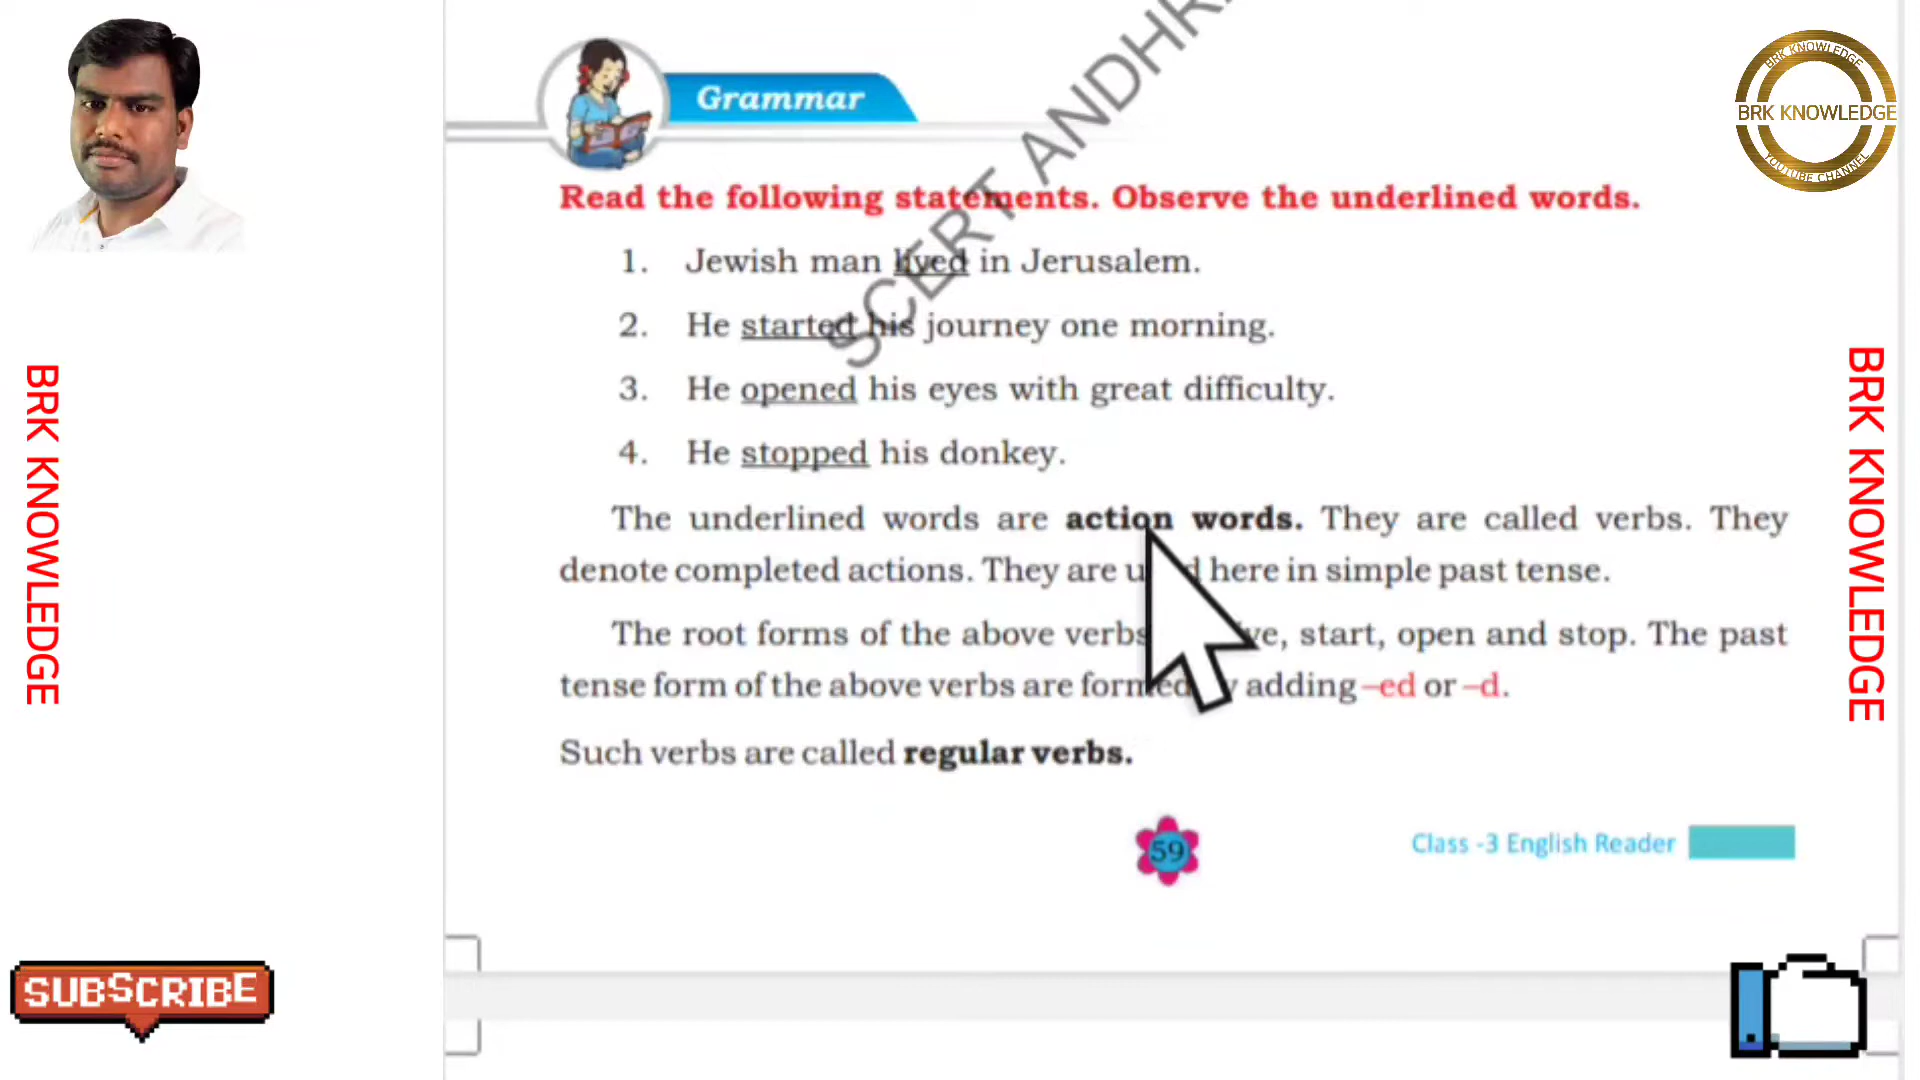 Grammar
SCERT ANDHR
BRK KNOWLEDGE
BRK KNOWLEDGE
YOUTUBE CHANNEL
Read the following statements. Observe the underlined words.
1. Jewish man lived in Jerusalem.
2. He started his journey one morning.
3. He opened his eyes with great difficulty.
4. He stopped his donkey.
The underlined words are action words. They are called verbs. They
denote completed actions. They are here in simple past tense.
The root forms of the above verbs start, open and stop. The past
tense form of the above verbs are formed adding –ed or –d.
Such verbs are called regular verbs.
59
Class -3 English Reader
BRK KNOWLEDGE
BRK KNOWLEDGE
SUBSCRIBE